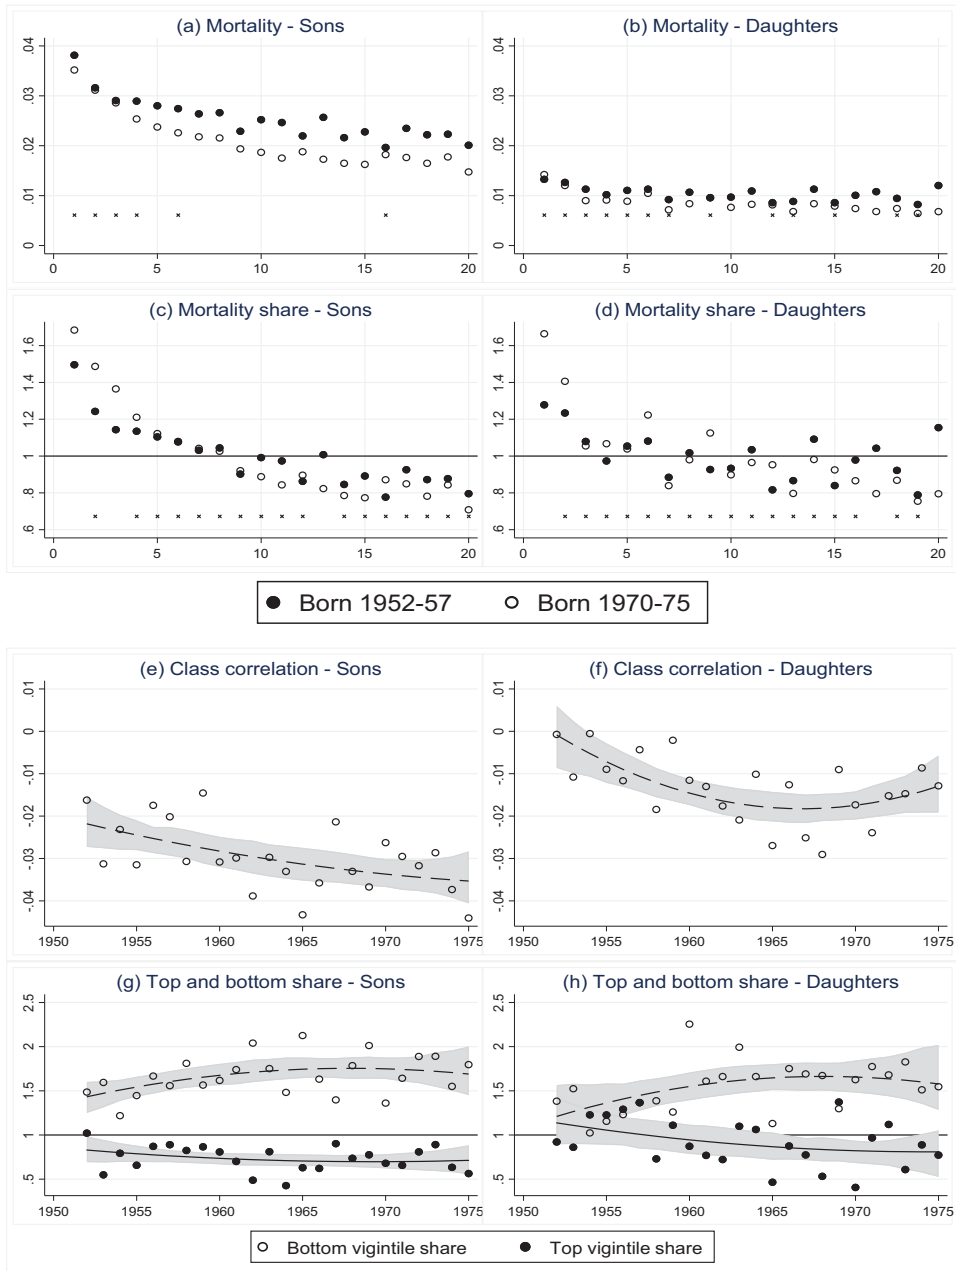 (a) Mortality - Sons
(b) Mortality - Daughters
.04
.03
.02
.01
0
0 5 10 15 20
.04
.03
.02
.01
0
0 5 10 15 20
(c) Mortality share - Sons
(d) Mortality share - Daughters
1.6
1.4
1.2
1
.8
.6
0 5 10 15 20
1.6
1.4
1.2
1
.8
.6
0 5 10 15 20
Born 1952-57 Born 1970-75
(e) Class correlation - Sons
(f) Class correlation - Daughters
.01
0
-.01
-.02
-.03
-.04
1950 1955 1960 1965 1970 1975
.01
0
-.01
-.02
-.03
-.04
1950 1955 1960 1965 1970 1975
(g) Top and bottom share - Sons
(h) Top and bottom share - Daughters
2.5
2
1.5
1
.5
1950 1955 1960 1965 1970 1975
2.5
2
1.5
1
.5
1950 1955 1960 1965 1970 1975
Bottom vigintile share Top vigintile share